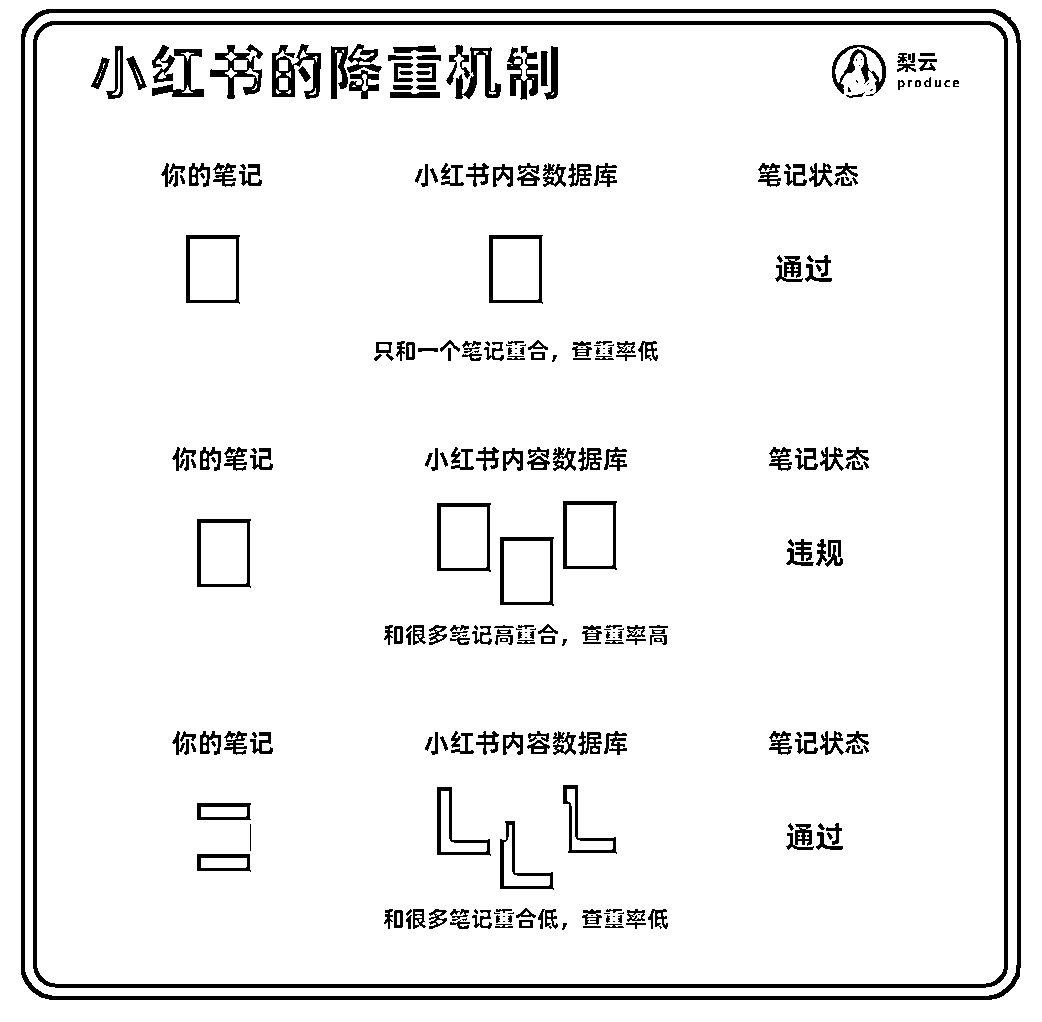 小红书的降重机制
梨云
produce
你的笔记 小红书内容数据库 笔记状态
通过
只和一个笔记重合，查重率低
你的笔记 小红书内容数据库 笔记状态
违规
和很多笔记高重合，查重率高
你的笔记 小红书内容数据库 笔记状态
通过
和很多笔记重合低，查重率低